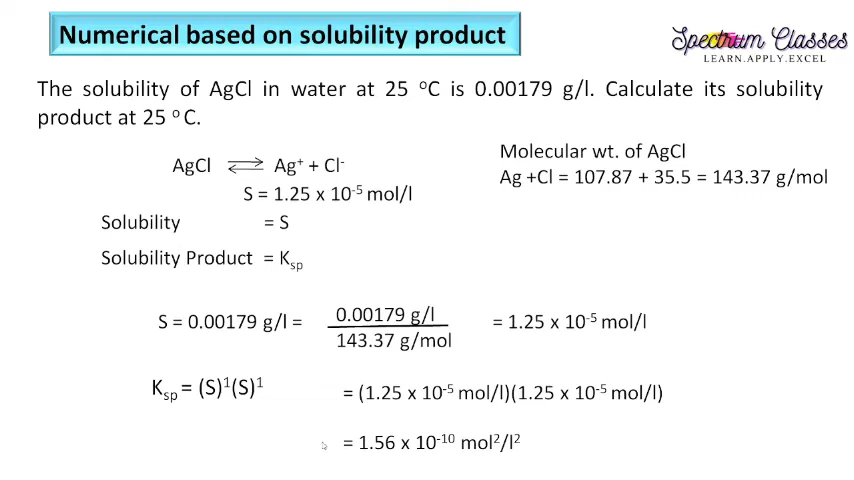 Numerical based on solubility product
Spectrum Classes
LEARN.APPLY.EXCEL
The solubility of AgCl in water at 25 °C is 0.00179 g/l. Calculate its solubility
product at 25 ° C.
Molecular wt. of AgCl
AgCl ⇌ Ag⁺ + Cl⁻
Ag +Cl = 107.87 + 35.5 = 143.37 g/mol
S = 1.25 x 10⁻⁵ mol/l
Solubility = S
Solubility Product = Kₛₚ
S = 0.00179 g/l = 0.00179 g/l / 143.37 g/mol = 1.25 x 10⁻⁵ mol/l
Kₛₚ = (S)¹(S)¹ = (1.25 x 10⁻⁵ mol/l)(1.25 x 10⁻⁵ mol/l)
= 1.56 x 10⁻¹⁰ mol²/l²